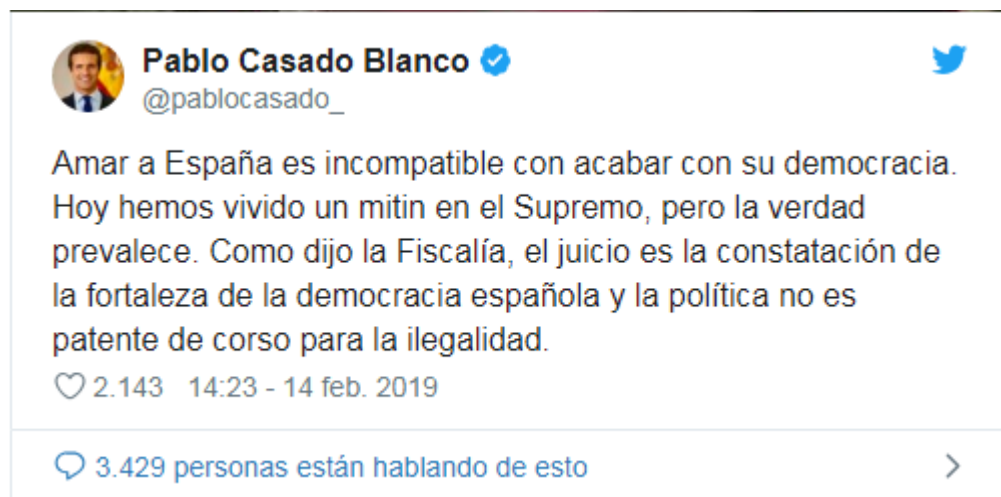 Pablo Casado Blanco
@pablocasado_
Amar a España es incompatible con acabar con su democracia.
Hoy hemos vivido un mitin en el Supremo, pero la verdad
prevalece. Como dijo la Fiscalía, el juicio es la constatación de
la fortaleza de la democracia española y la política no es
patente de corso para la ilegalidad.
2.143 14:23 - 14 feb. 2019
3.429 personas están hablando de esto